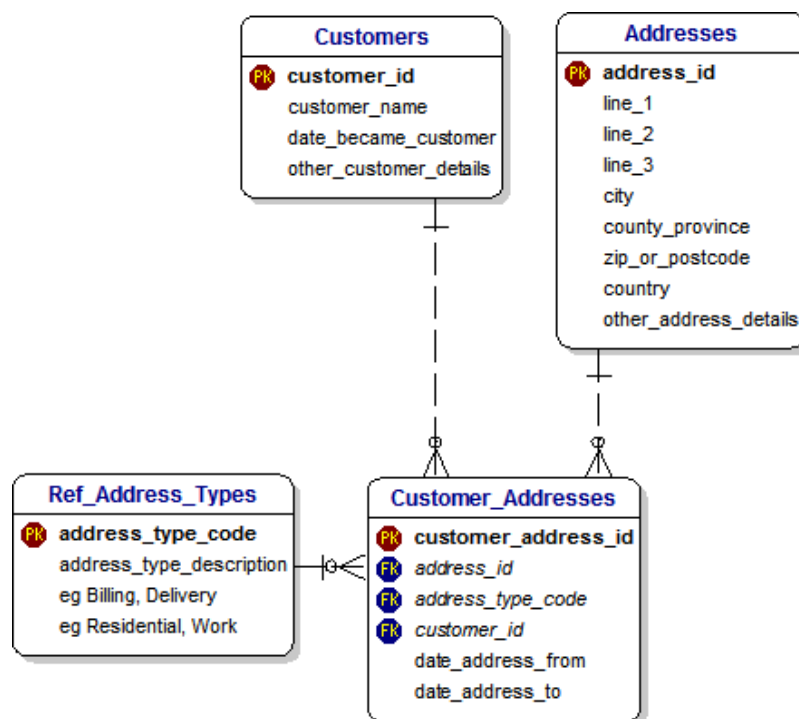 Customers
PK customer_id
customer_name
date_became_customer
other_customer_details
Addresses
PK address_id
line_1
line_2
line_3
city
county_province
zip_or_postcode
country
other_address_details
Ref_Address_Types
PK address_type_code
address_type_description
eg Billing, Delivery
eg Residential, Work
Customer_Addresses
PK customer_address_id
FK address_id
FK address_type_code
FK customer_id
date_address_from
date_address_to